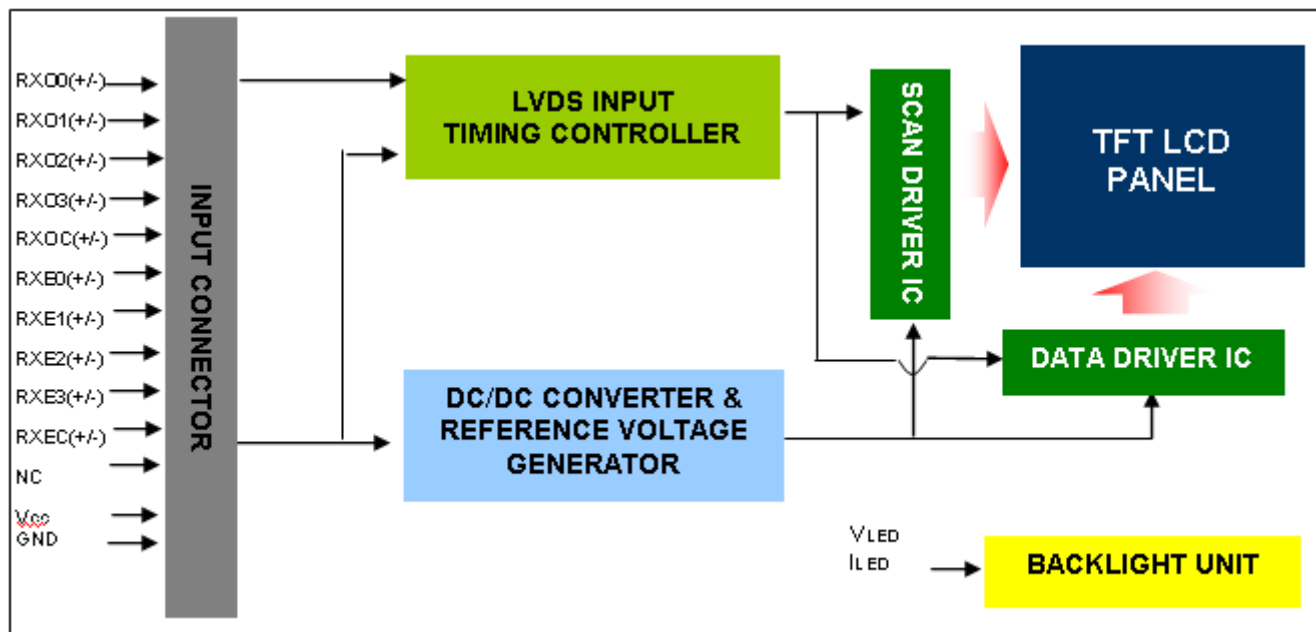 RXO0(+/-)
RXO1(+/-)
RXO2(+/-)
RXO3(+/-)
RXOC(+/-)
RXE0(+/-)
RXE1(+/-)
RXE2(+/-)
RXE3(+/-)
RXEC(+/-)
NC
Vcc
GND
INPUT CONNECTOR
LVDS INPUT
TIMING CONTROLLER
DC/DC CONVERTER &
REFERENCE VOLTAGE
GENERATOR
SCAN DRIVER IC
TFT LCD
PANEL
DATA DRIVER IC
VLED
ILED
BACKLIGHT UNIT